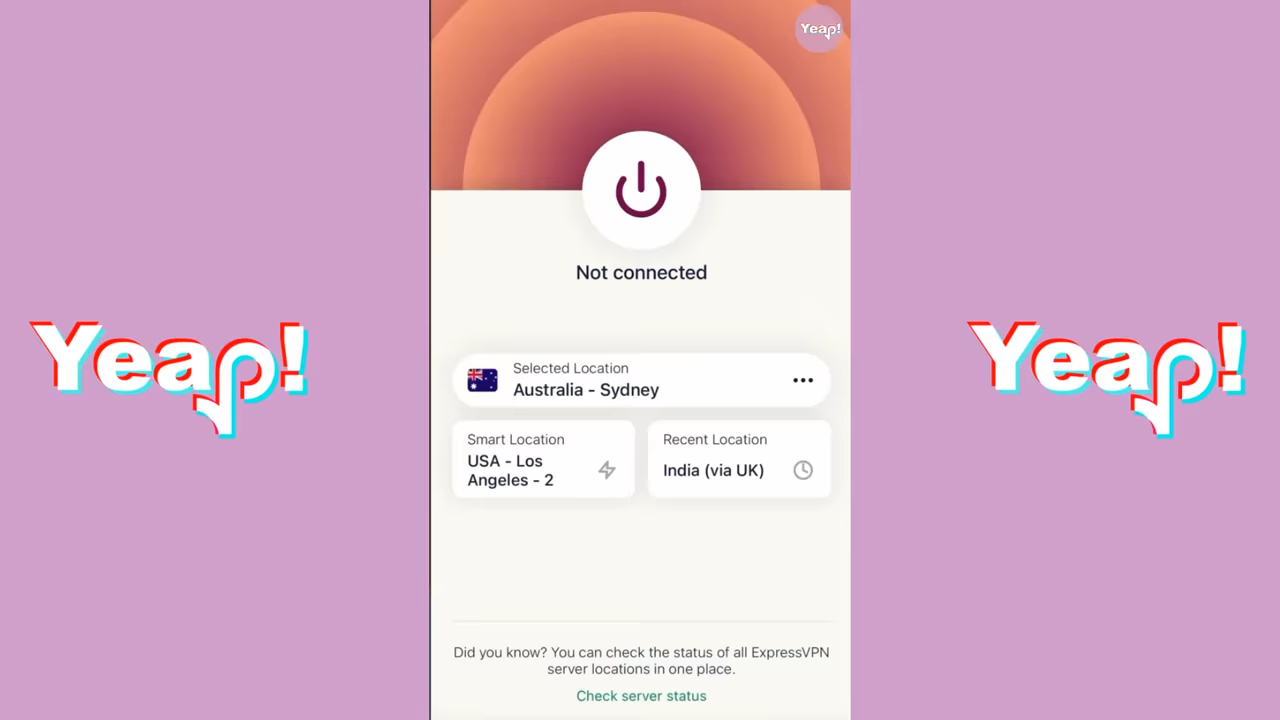 Yeap!
Not connected
Selected Location
Australia - Sydney
Smart Location
USA - Los
Angeles - 2
Recent Location
India (via UK)
Yeap!
Yeap!
Did you know? You can check the status of all ExpressVPN
server locations in one place.
Check server status